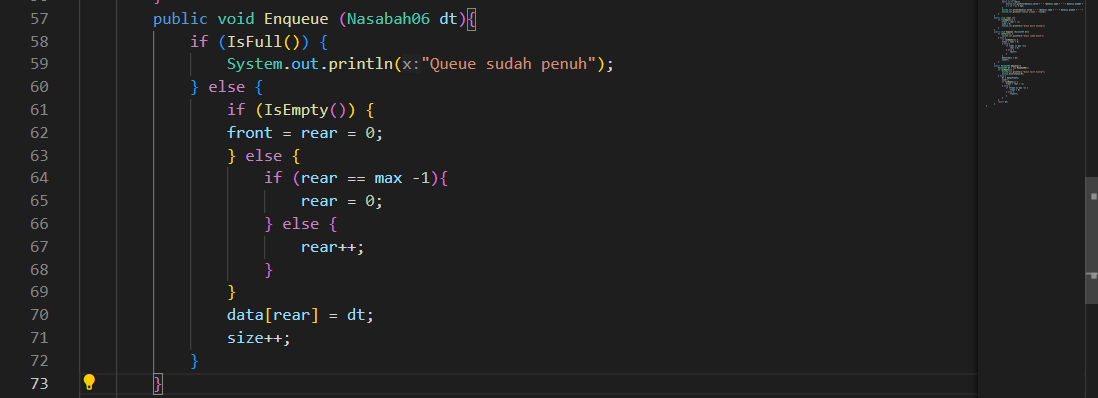 57 public void Enqueue (Nasabah06 dt){
58 if (IsFull()) {
59 System.out.println(x:"Queue sudah penuh");
60 } else {
61 if (IsEmpty()) {
62 front = rear = 0;
63 } else {
64 if (rear == max -1){
65 rear = 0;
66 } else {
67 rear++;
68 }
69 }
70 data[rear] = dt;
71 size++;
72 }
73 }